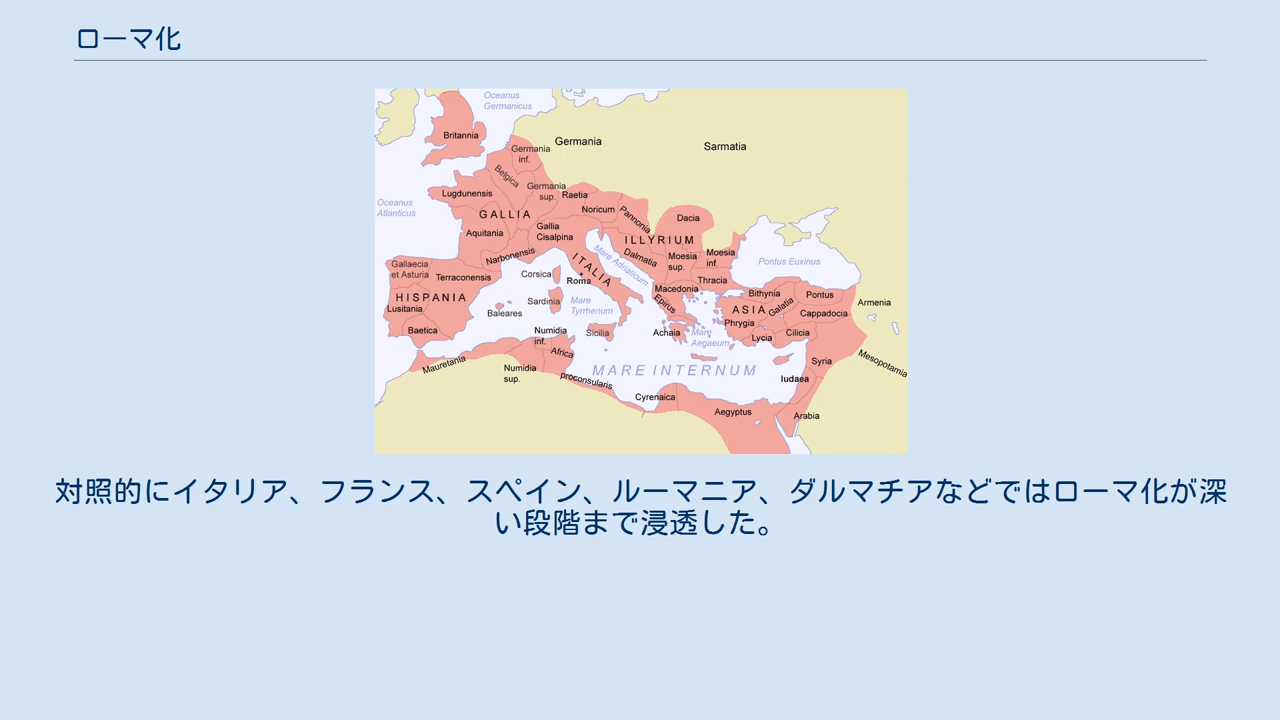 ローマ化
Oceanus
Germanicus
Britannia
Germania
Sarmatia
Germania
inf.
Belgica
Germania
sup.
Raetia
Lugdunensis
Oceanus
Atlanticus
GALLIA
Noricum
Pannonia
Dacia
Aquitania
Gallia
Cisalpina
ILLYRIUM
Narbonensis
Mare Adriaticum
Dalmatia
Moesia
sup.
Moesia
inf.
Pontus Euxinus
Gallaecia
et Asturia
Terraconensis
Corsica
ITALIA
Roma
Thracia
HISPANIA
Lusitania
Sardinia
Mare
Tyrrhenum
Macedonia
Epirus
Bithynia
Pontus
Armenia
Baleares
ASIA
Galatia
Cappadocia
Phrygia
Baetica
Numidia
inf.
Sicilia
Achaia
Mare
Aegaeum
Lycia
Cilicia
Mauretania
Africa
proconsularis
Numidia
sup.
MARE INTERNUM
Syria
Mesopotamia
Iudaea
Cyrenaica
Aegyptus
Arabia
対照的にイタリア、フランス、スペイン、ルーマニア、ダルマチアなどではローマ化が深
い段階まで浸透した。